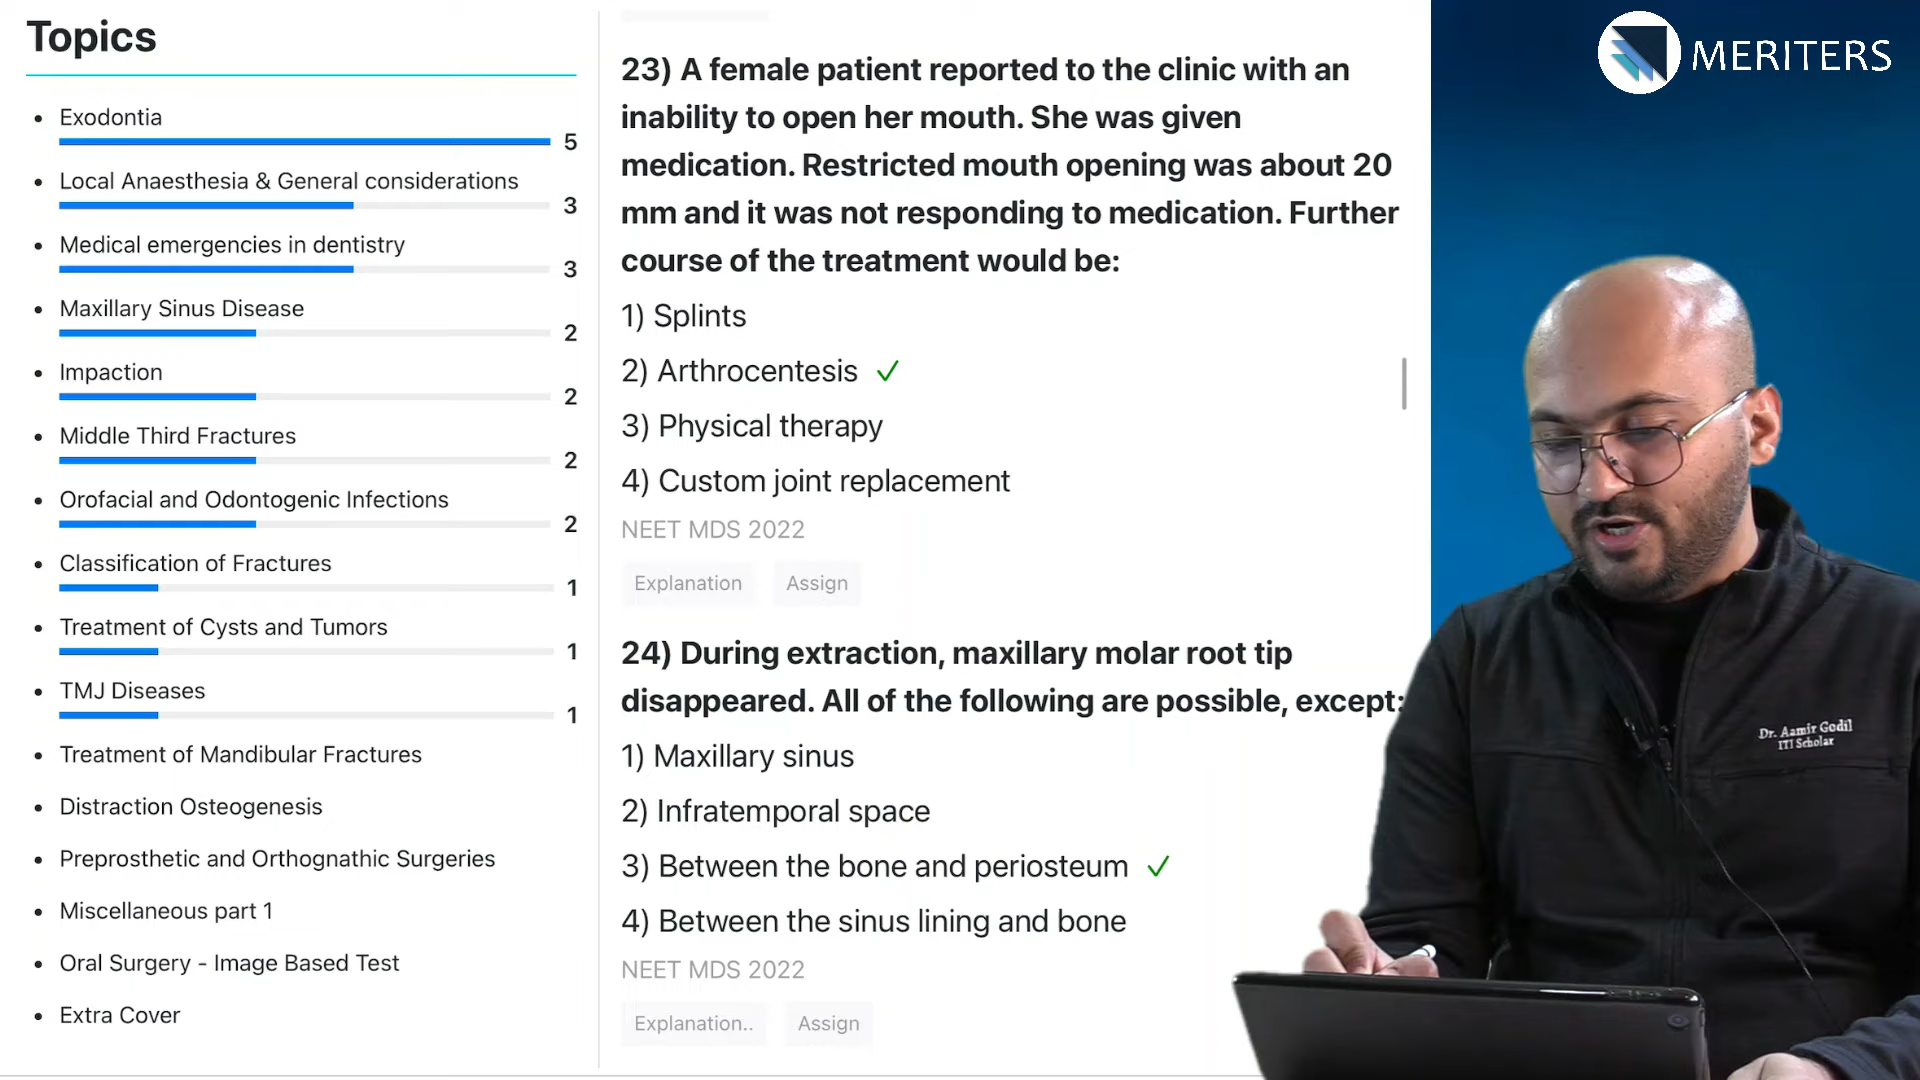 Topics
Exodontia
5
Local Anaesthesia & General considerations
3
Medical emergencies in dentistry
3
Maxillary Sinus Disease
2
Impaction
2
Middle Third Fractures
2
Orofacial and Odontogenic Infections
2
Classification of Fractures
1
Treatment of Cysts and Tumors
1
TMJ Diseases
1
Treatment of Mandibular Fractures
Distraction Osteogenesis
Preprosthetic and Orthognathic Surgeries
Miscellaneous part 1
Oral Surgery - Image Based Test
Extra Cover
23) A female patient reported to the clinic with an
inability to open her mouth. She was given
medication. Restricted mouth opening was about 20
mm and it was not responding to medication. Further
course of the treatment would be:
1) Splints
2) Arthrocentesis ✓
3) Physical therapy
4) Custom joint replacement
NEET MDS 2022
Explanation Assign
24) During extraction, maxillary molar root tip
disappeared. All of the following are possible, except:
1) Maxillary sinus
2) Infratemporal space
3) Between the bone and periosteum ✓
4) Between the sinus lining and bone
NEET MDS 2022
Explanation.. Assign
MERITERS
Dr. Aamir Godil
ITI Scholar